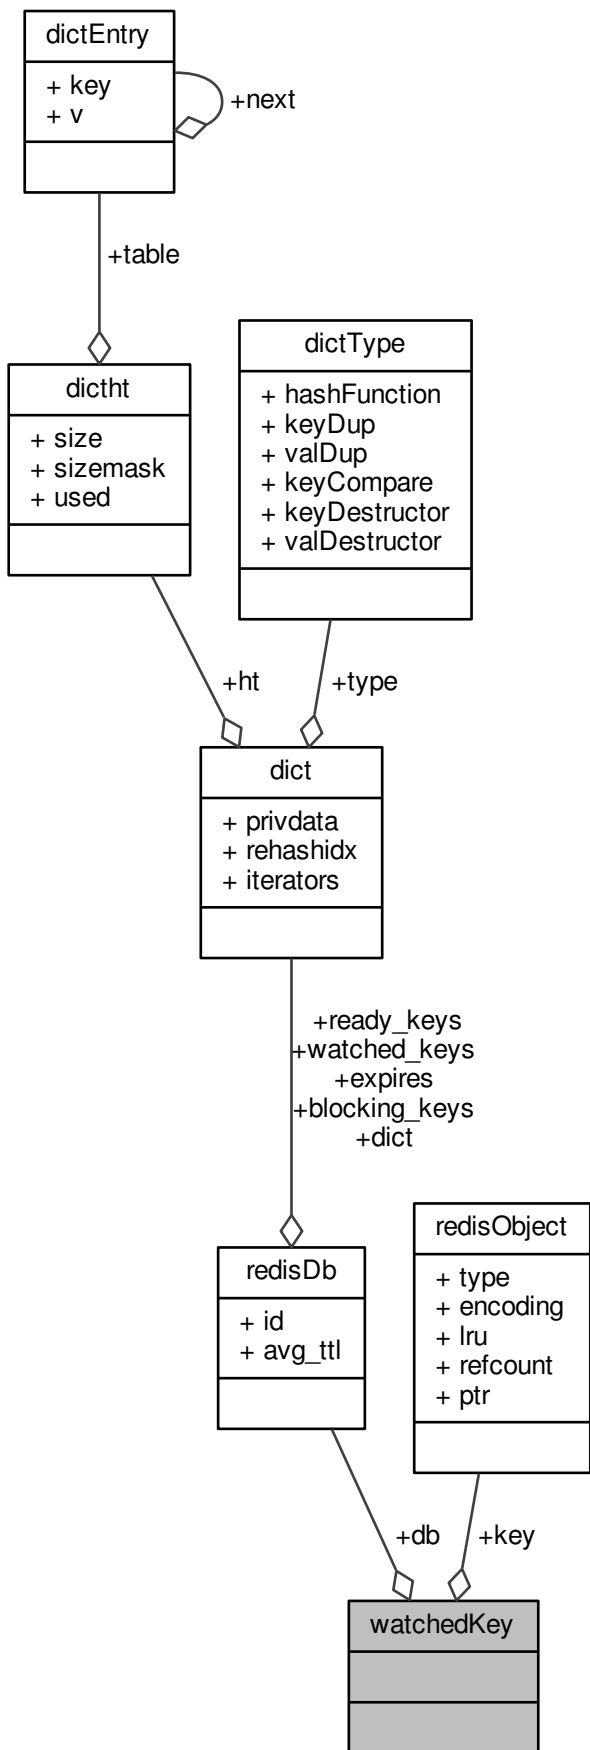 dictEntry
+ key
+ v
+next
+table
dictht
+ size
+ sizemask
+ used
dictType
+ hashFunction
+ keyDup
+ valDup
+ keyCompare
+ keyDestructor
+ valDestructor
+ht
+type
dict
+ privdata
+ rehashidx
+ iterators
+ready_keys
+watched_keys
+expires
+blocking_keys
+dict
redisDb
+ id
+ avg_ttl
redisObject
+ type
+ encoding
+ lru
+ refcount
+ ptr
+db
+key
watchedKey